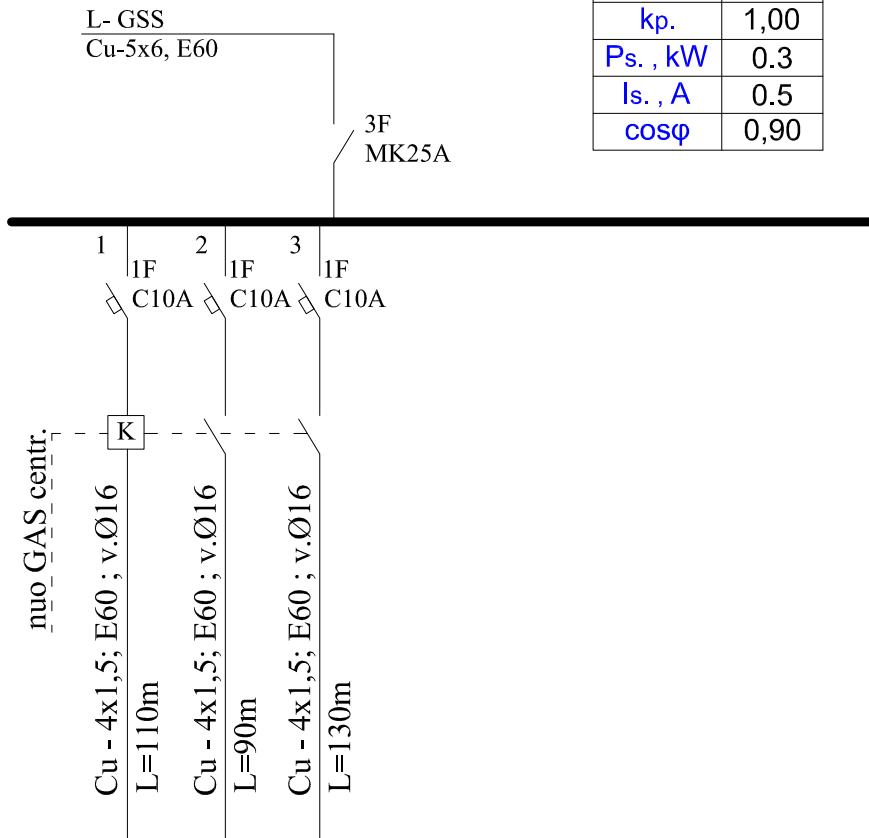 L- GSS
Cu-5x6, E60
3F
MK25A
kp. 1,00
Ps. , kW 0.3
Is. , A 0.5
cosφ 0,90
1
1F
C10A
2
1F
C10A
3
1F
C10A
K
nuo GAS centr.
Cu - 4x1,5; E60 ; v.Ø16
L=110m
Cu - 4x1,5; E60 ; v.Ø16
L=90m
Cu - 4x1,5; E60 ; v.Ø16
L=130m